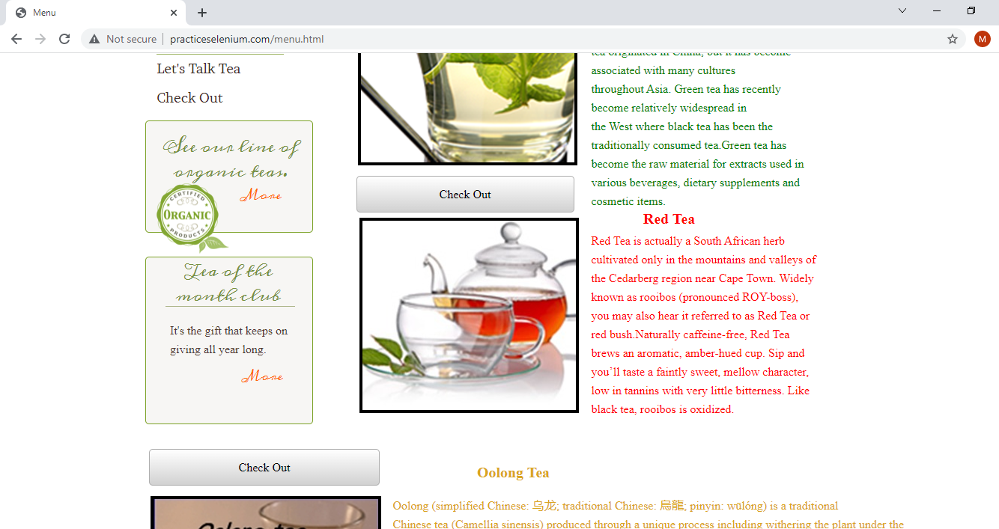 Menu
Not secure
practiceselenium.com/menu.html
M
Let's Talk Tea
Check Out
See our line of
organic teas.
More
CERTIFIED
ORGANIC
PRODUCTS
Tea of the
month club
It's the gift that keeps on
giving all year long.
More
tea originated in China, but it has become
associated with many cultures
throughout Asia. Green tea has recently
become relatively widespread in
the West where black tea has been the
traditionally consumed tea.Green tea has
become the raw material for extracts used in
various beverages, dietary supplements and
cosmetic items.
Check Out
Red Tea
Red Tea is actually a South African herb
cultivated only in the mountains and valleys of
the Cedarberg region near Cape Town. Widely
known as rooibos (pronounced ROY-boss),
you may also hear it referred to as Red Tea or
red bush.Naturally caffeine-free, Red Tea
brews an aromatic, amber-hued cup. Sip and
you’ll taste a faintly sweet, mellow character,
low in tannins with very little bitterness. Like
black tea, rooibos is oxidized.
Check Out
Oolong Tea
Oolong tea
Oolong (simplified Chinese: 乌龙; traditional Chinese: 烏龍; pinyin: wūlóng) is a traditional
Chinese tea (Camellia sinensis) produced through a unique process including withering the plant under the